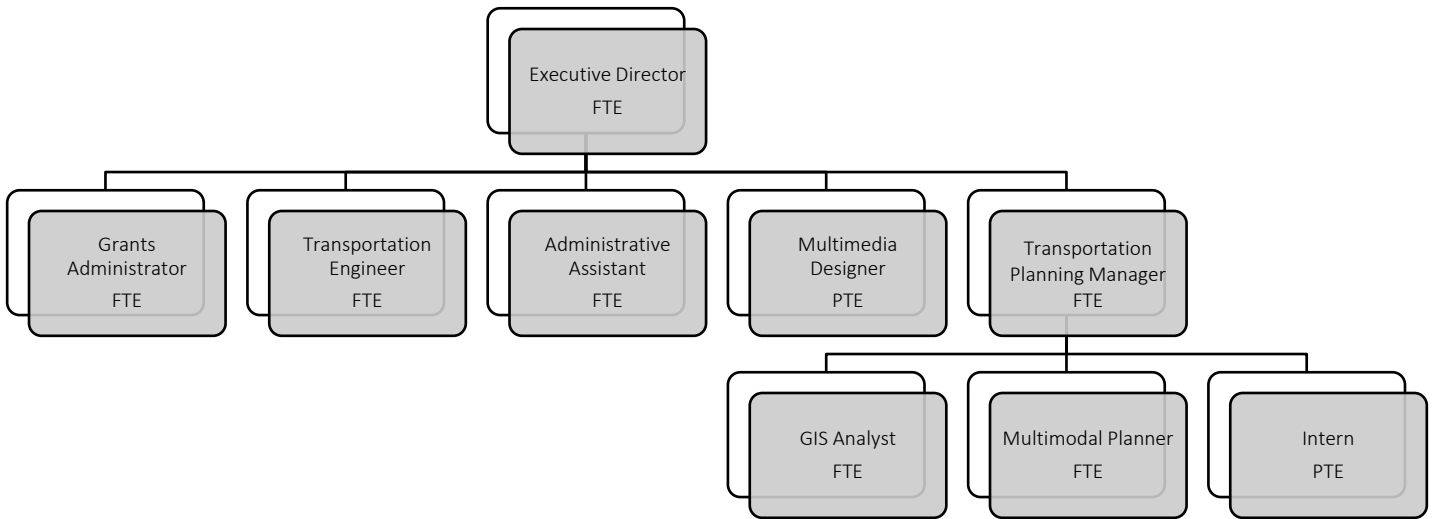 Executive Director
FTE
Grants
Administrator
FTE
Transportation
Engineer
FTE
Administrative
Assistant
FTE
Multimedia
Designer
PTE
Transportation
Planning Manager
FTE
GIS Analyst
FTE
Multimodal Planner
FTE
Intern
PTE